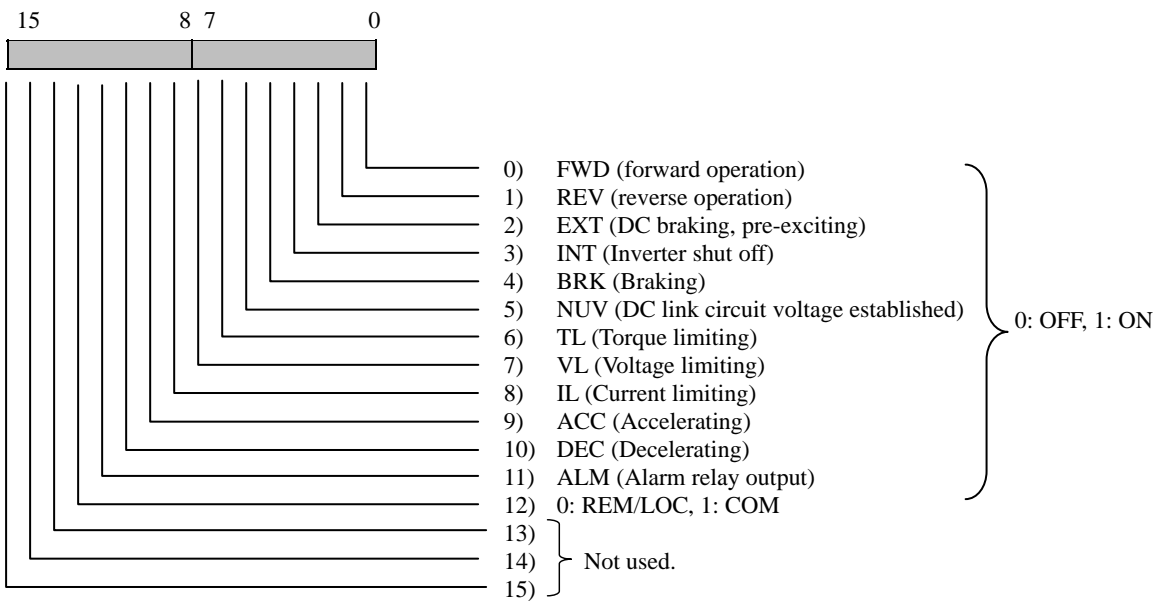 15 8 7 0
0) FWD (forward operation)
1) REV (reverse operation)
2) EXT (DC braking, pre-exciting)
3) INT (Inverter shut off)
4) BRK (Braking)
5) NUV (DC link circuit voltage established)
0: OFF, 1: ON
6) TL (Torque limiting)
7) VL (Voltage limiting)
8) IL (Current limiting)
9) ACC (Accelerating)
10) DEC (Decelerating)
11) ALM (Alarm relay output)
12) 0: REM/LOC, 1: COM
13)
14) Not used.
15)